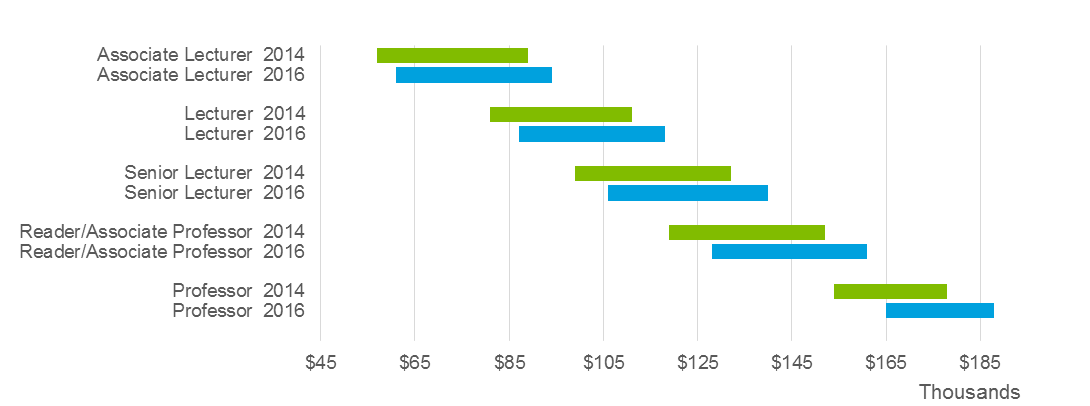 Associate Lecturer 2014
Associate Lecturer 2016
Lecturer 2014
Lecturer 2016
Senior Lecturer 2014
Senior Lecturer 2016
Reader/Associate Professor 2014
Reader/Associate Professor 2016
Professor 2014
Professor 2016
$45 $65 $85 $105 $125 $145 $165 $185
Thousands